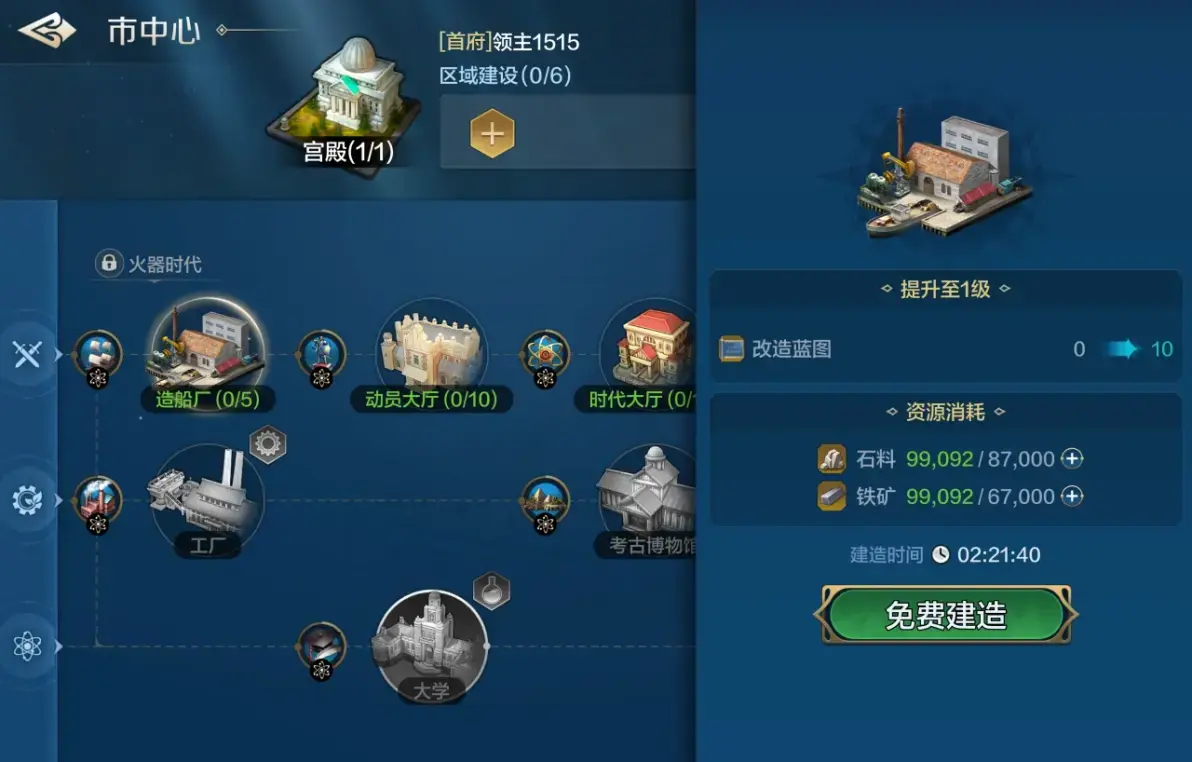 市中心
[首府]领主1515
区域建设(0/6)
宫殿(1/1)
火器时代
造船厂 (0/5)
动员大厅 (0/10)
时代大厅 (0/
工厂
考古博物馆
大学
提升至1级
改造蓝图 0 10
资源消耗
石料 99,092/87,000
铁矿 99,092/67,000
建造时间 02:21:40
免费建造